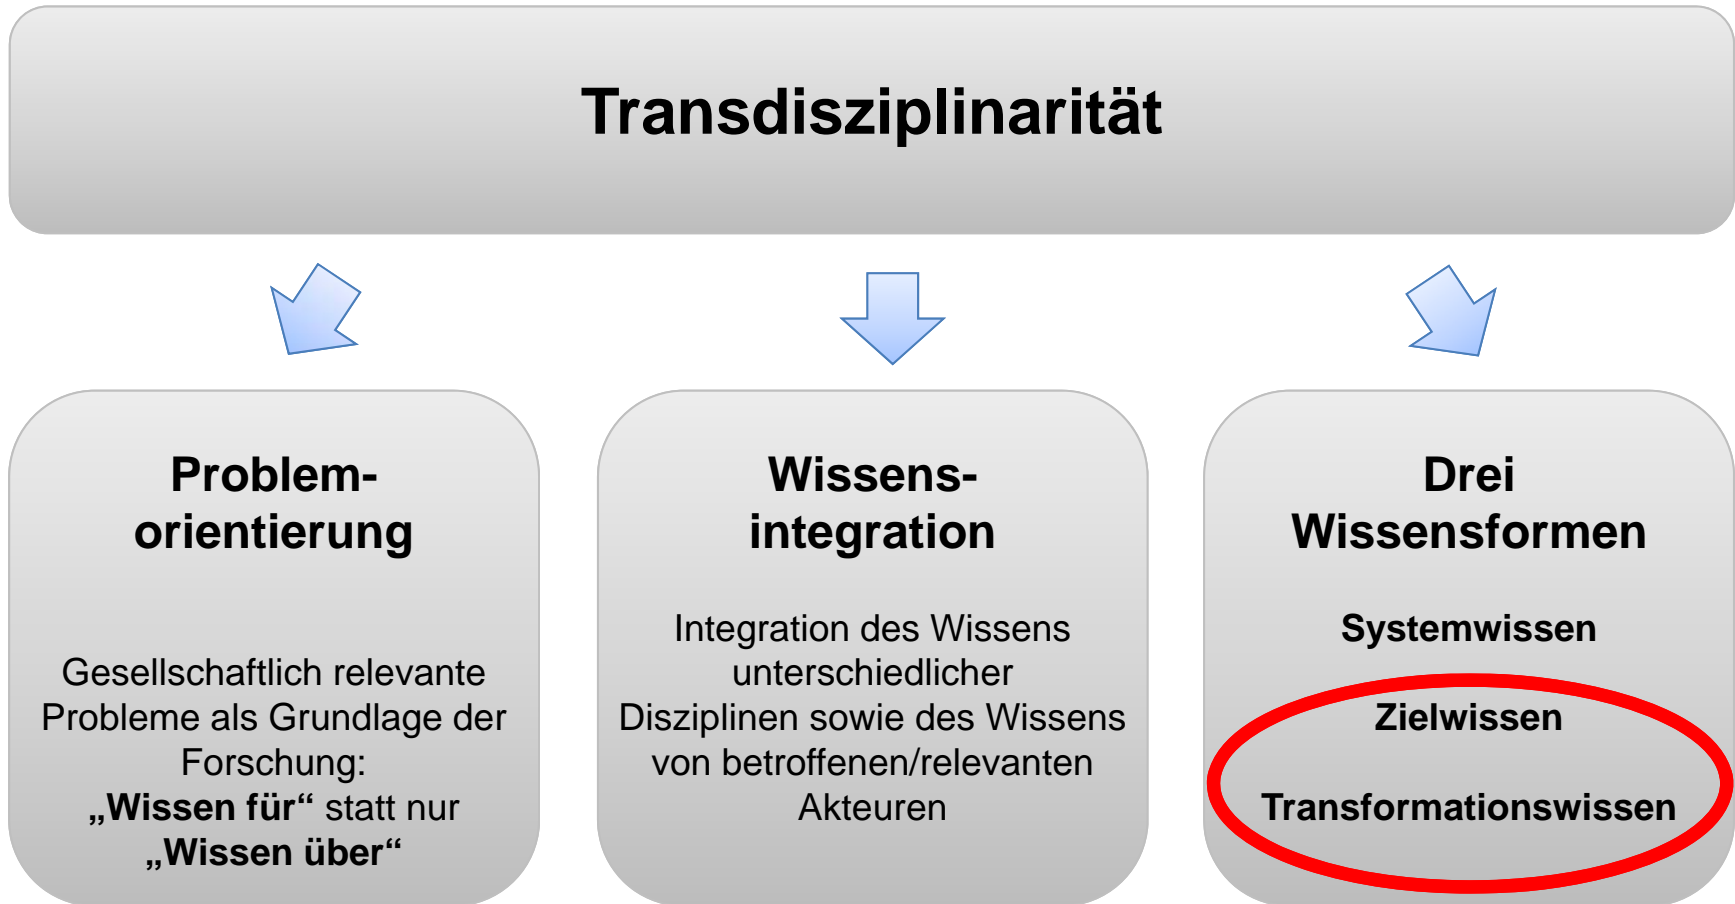 Transdisziplinarität
Problem-
orientierung
Gesellschaftlich relevante
Probleme als Grundlage der
Forschung:
„Wissen für“ statt nur
„Wissen über“
Wissens-
integration
Integration des Wissens
unterschiedlicher
Disziplinen sowie des Wissens
von betroffenen/relevanten
Akteuren
Drei
Wissensformen
Systemwissen
Zielwissen
Transformationswissen